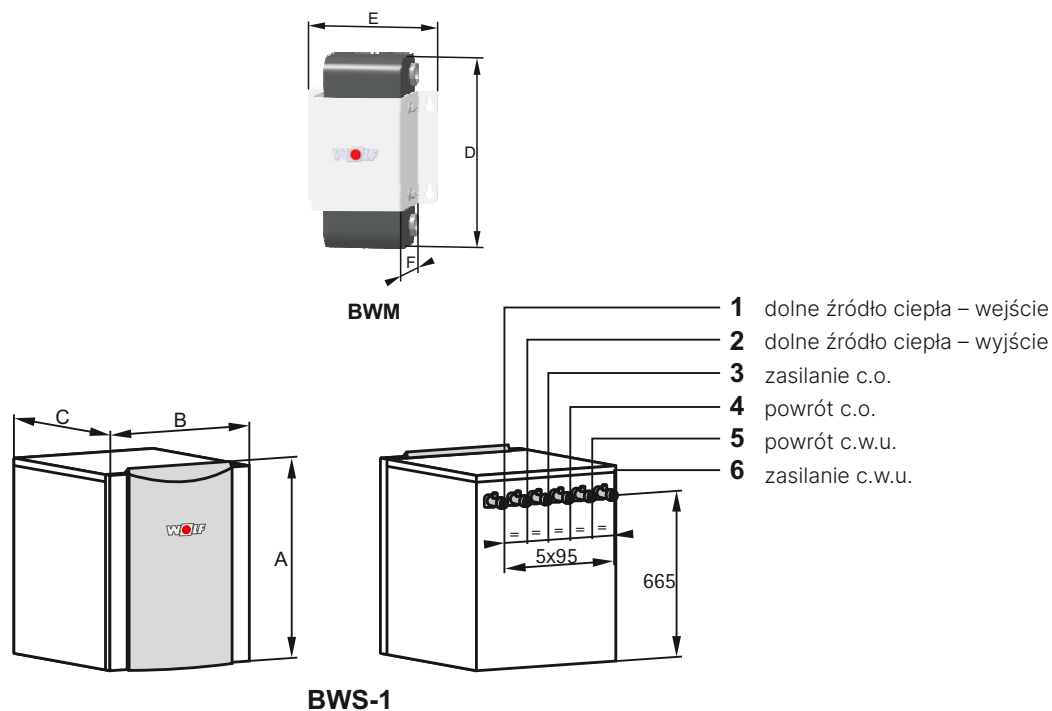 E
WOLF
D
F
BWM
1 dolne źródło ciepła – wejście
2 dolne źródło ciepła – wyjście
3 zasilanie c.o.
4 powrót c.o.
5 powrót c.w.u.
6 zasilanie c.w.u.
C
B
WOLF
A
= = = = =
5x95
665
BWS-1